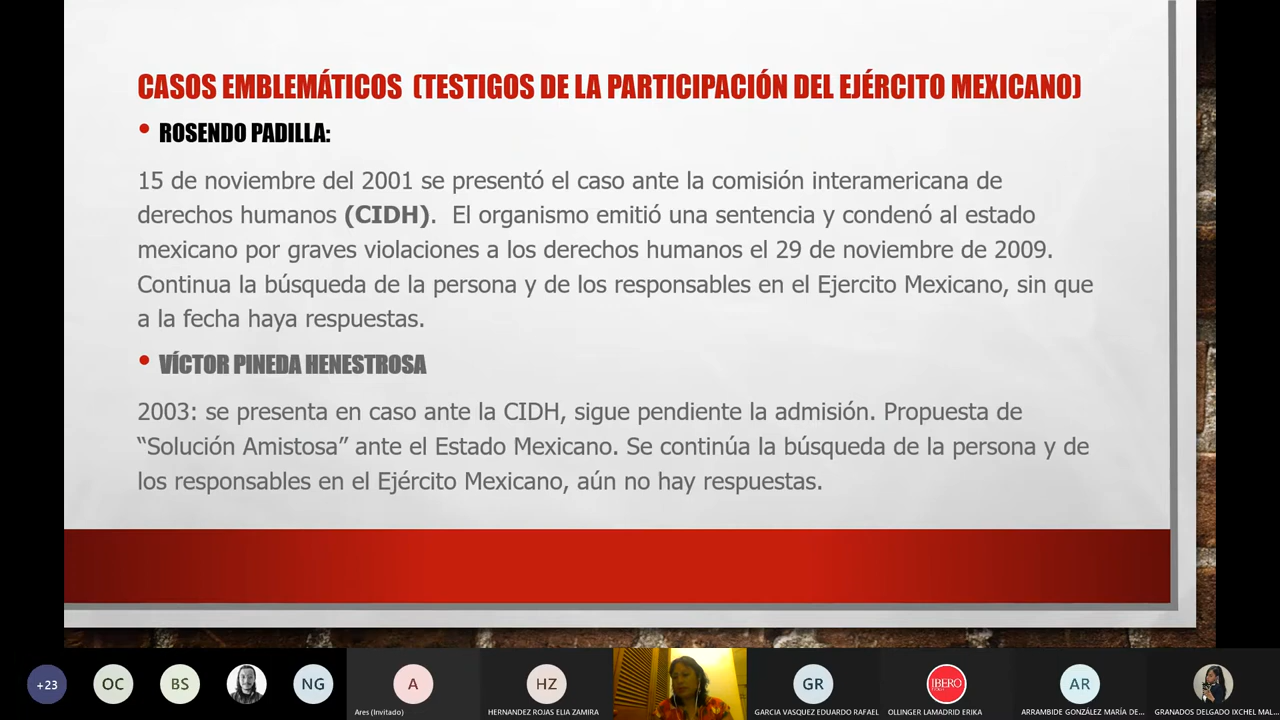 CASOS EMBLEMÁTICOS (TESTIGOS DE LA PARTICIPACIÓN DEL EJÉRCITO MEXICANO)
• ROSENDO PADILLA:
15 de noviembre del 2001 se presentó el caso ante la comisión interamericana de
derechos humanos (CIDH). El organismo emitió una sentencia y condenó al estado
mexicano por graves violaciones a los derechos humanos el 29 de noviembre de 2009.
Continua la búsqueda de la persona y de los responsables en el Ejercito Mexicano, sin que
a la fecha haya respuestas.
• VÍCTOR PINEDA HENESTROSA
2003: se presenta en caso ante la CIDH, sigue pendiente la admisión. Propuesta de
“Solución Amistosa” ante el Estado Mexicano. Se continúa la búsqueda de la persona y de
los responsables en el Ejército Mexicano, aún no hay respuestas.
+23 OC BS NG A HZ GR IBERO AR
Ares (Invitado) HERNANDEZ ROJAS ELIA ZAMIRA GARCIA VASQUEZ EDUARDO RAFAEL OLLINGER LAMADRID ERIKA ARRAMBIDE GONZÁLEZ MARÍA DE... GRANADOS DELGADO IXCHEL MAL...